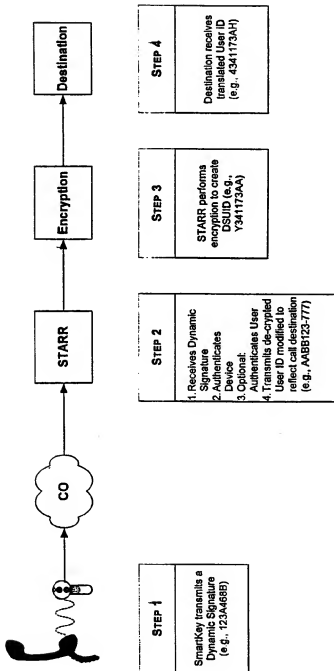 CO
STARR
Encryption
Destination
STEP 1
SmartKey transmits a
Dynamic Signature
(e.g., 123A468B)
STEP 2
1. Receives Dynamic
Signature
2. Authenticates
Device
3. Optional:
Authenticates User
4. Transmits de-crypted
User ID modified to
reflect call destination
(e.g., AABB123-777)
STEP 3
STARR performs
encryption to create
DSUID (e.g.,
Y341173AA)
STEP 4
Destination receives
translated User ID
(e.g., 4341173AH)